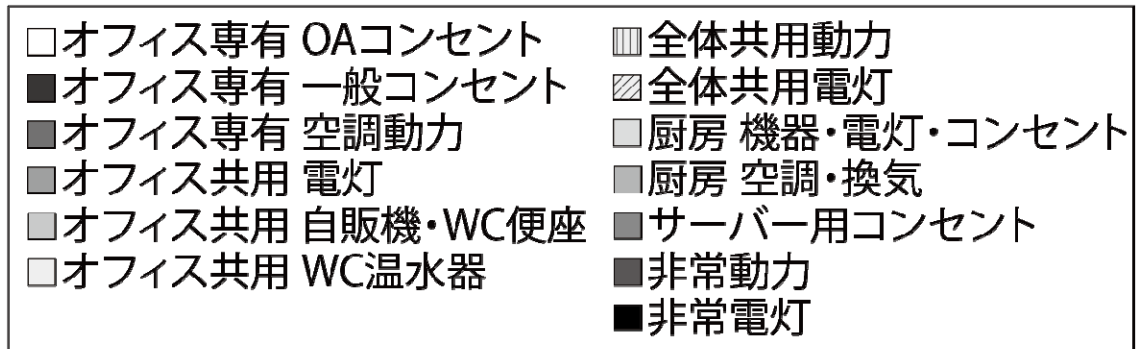 オフィス専有 OAコンセント
オフィス専有 一般コンセント
オフィス専有 空調動力
オフィス共用 電灯
オフィス共用 自販機・WC便座
オフィス共用 WC温水器
全体共用動力
全体共用電灯
厨房 機器・電灯・コンセント
厨房 空調・換気
サーバー用コンセント
非常動力
非常電灯